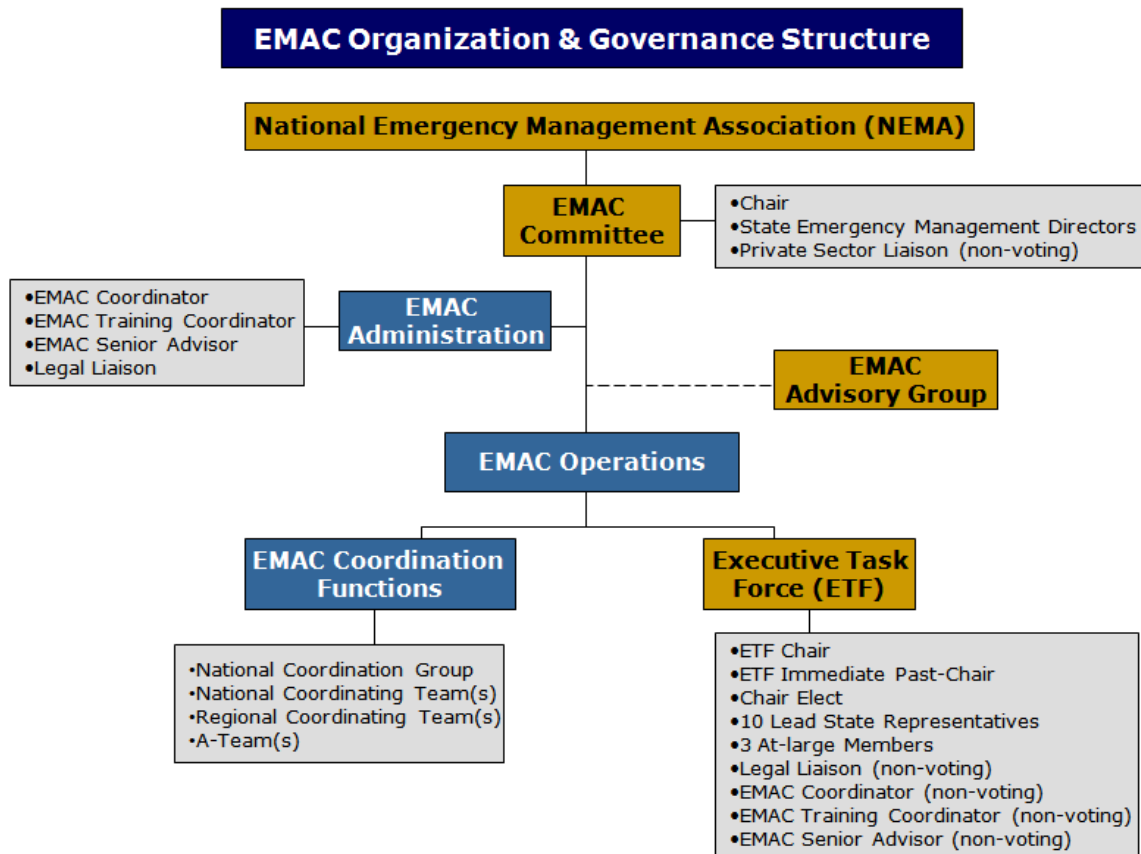 EMAC Organization & Governance Structure
National Emergency Management Association (NEMA)
EMAC
Committee
•Chair
•State Emergency Management Directors
•Private Sector Liaison (non-voting)
•EMAC Coordinator
•EMAC Training Coordinator
•EMAC Senior Advisor
•Legal Liaison
EMAC
Administration
EMAC
Advisory Group
EMAC Operations
EMAC Coordination
Functions
Executive Task
Force (ETF)
•National Coordination Group
•National Coordinating Team(s)
•Regional Coordinating Team(s)
•A-Team(s)
•ETF Chair
•ETF Immediate Past-Chair
•Chair Elect
•10 Lead State Representatives
•3 At-large Members
•Legal Liaison (non-voting)
•EMAC Coordinator (non-voting)
•EMAC Training Coordinator (non-voting)
•EMAC Senior Advisor (non-voting)